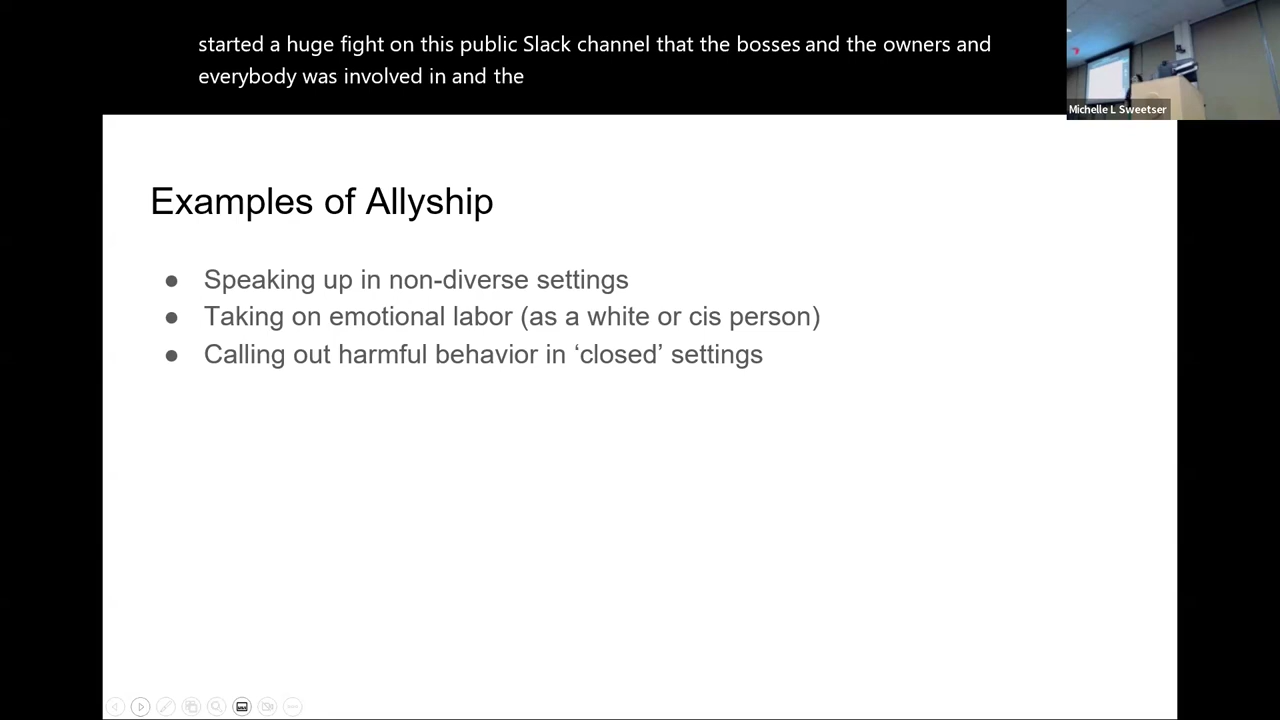 started a huge fight on this public Slack channel that the bosses and the owners and
everybody was involved in and the
Michelle L Sweetser
Examples of Allyship
● Speaking up in non-diverse settings
● Taking on emotional labor (as a white or cis person)
● Calling out harmful behavior in ‘closed’ settings